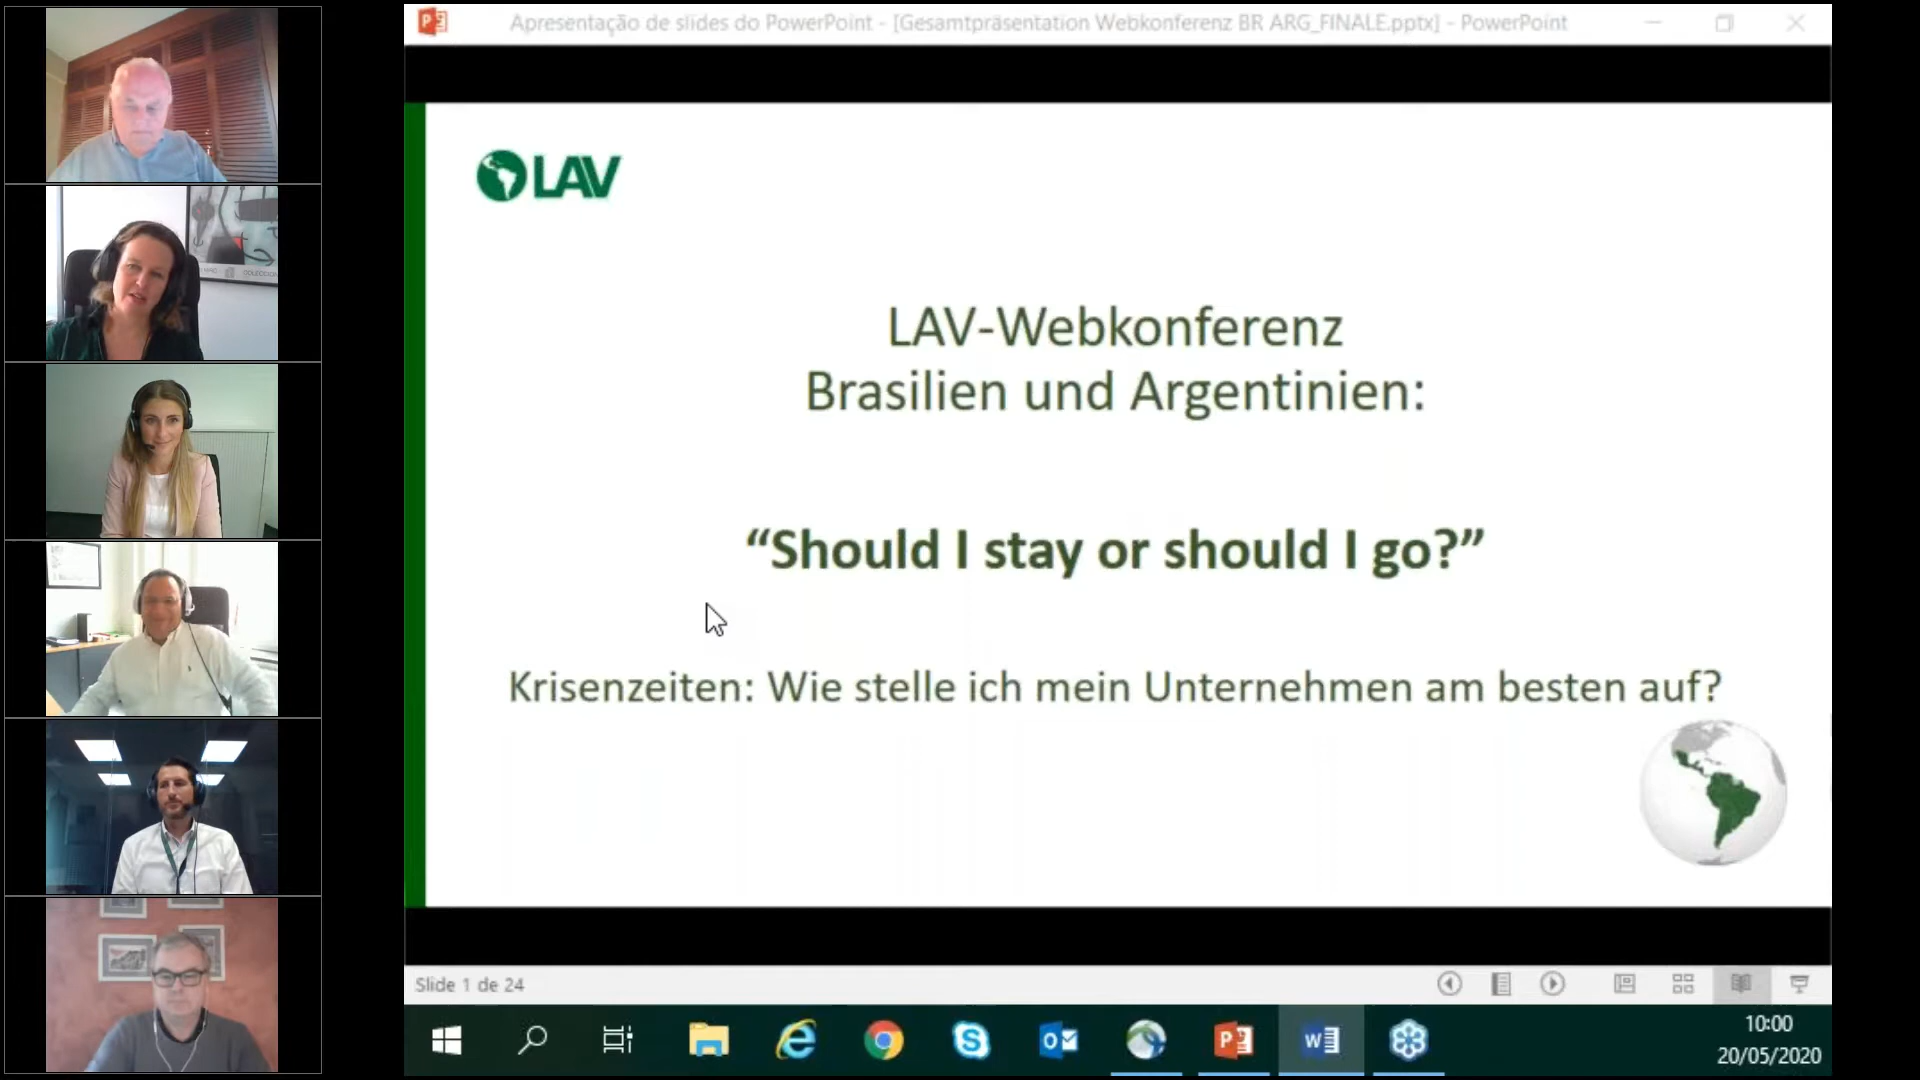 Apresentação de slides do PowerPoint - [Gesamtpräsentation Webkonferenz BR ARG_FINALE.pptx] - PowerPoint
LAV
LAV-Webkonferenz
Brasilien und Argentinien:
“Should I stay or should I go?”
Krisenzeiten: Wie stelle ich mein Unternehmen am besten auf?
Slide 1 de 24
10:00
20/05/2020